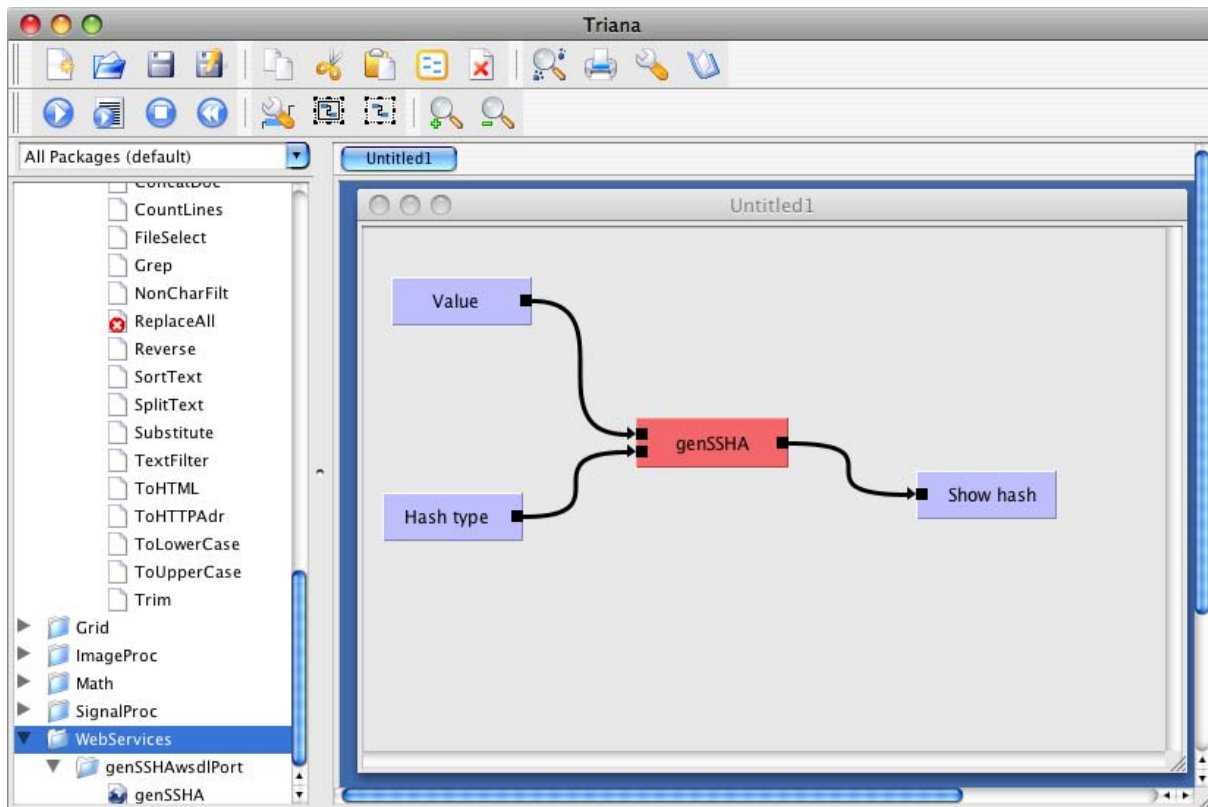 Triana
All Packages (default)
Untitled1
ConcatDoc
CountLines
FileSelect
Grep
NonCharFilt
ReplaceAll
Reverse
SortText
SplitText
Substitute
TextFilter
ToHTML
ToHTTPAdr
ToLowerCase
ToUpperCase
Trim
Grid
ImageProc
Math
SignalProc
WebServices
genSSHAwsdlPort
genSSHA
Untitled1
Value
genSSHA
Hash type
Show hash